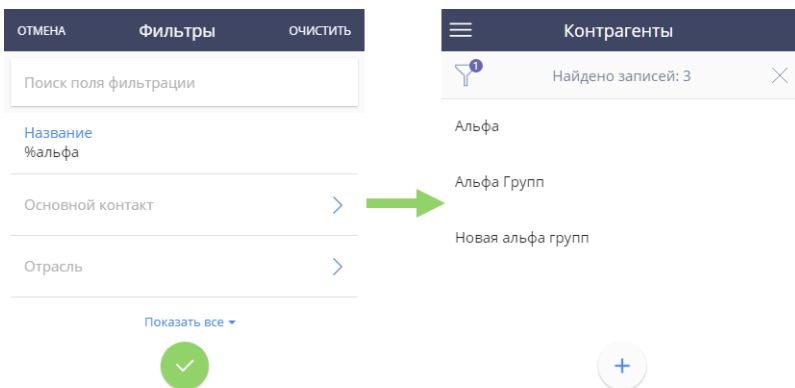 ОТМЕНА Фильтры ОЧИСТИТЬ
Поиск поля фильтрации
Название
%альфа
Основной контакт
Отрасль
Показать все
Контрагенты
1
Найдено записей: 3
Альфа
Альфа Групп
Новая альфа групп